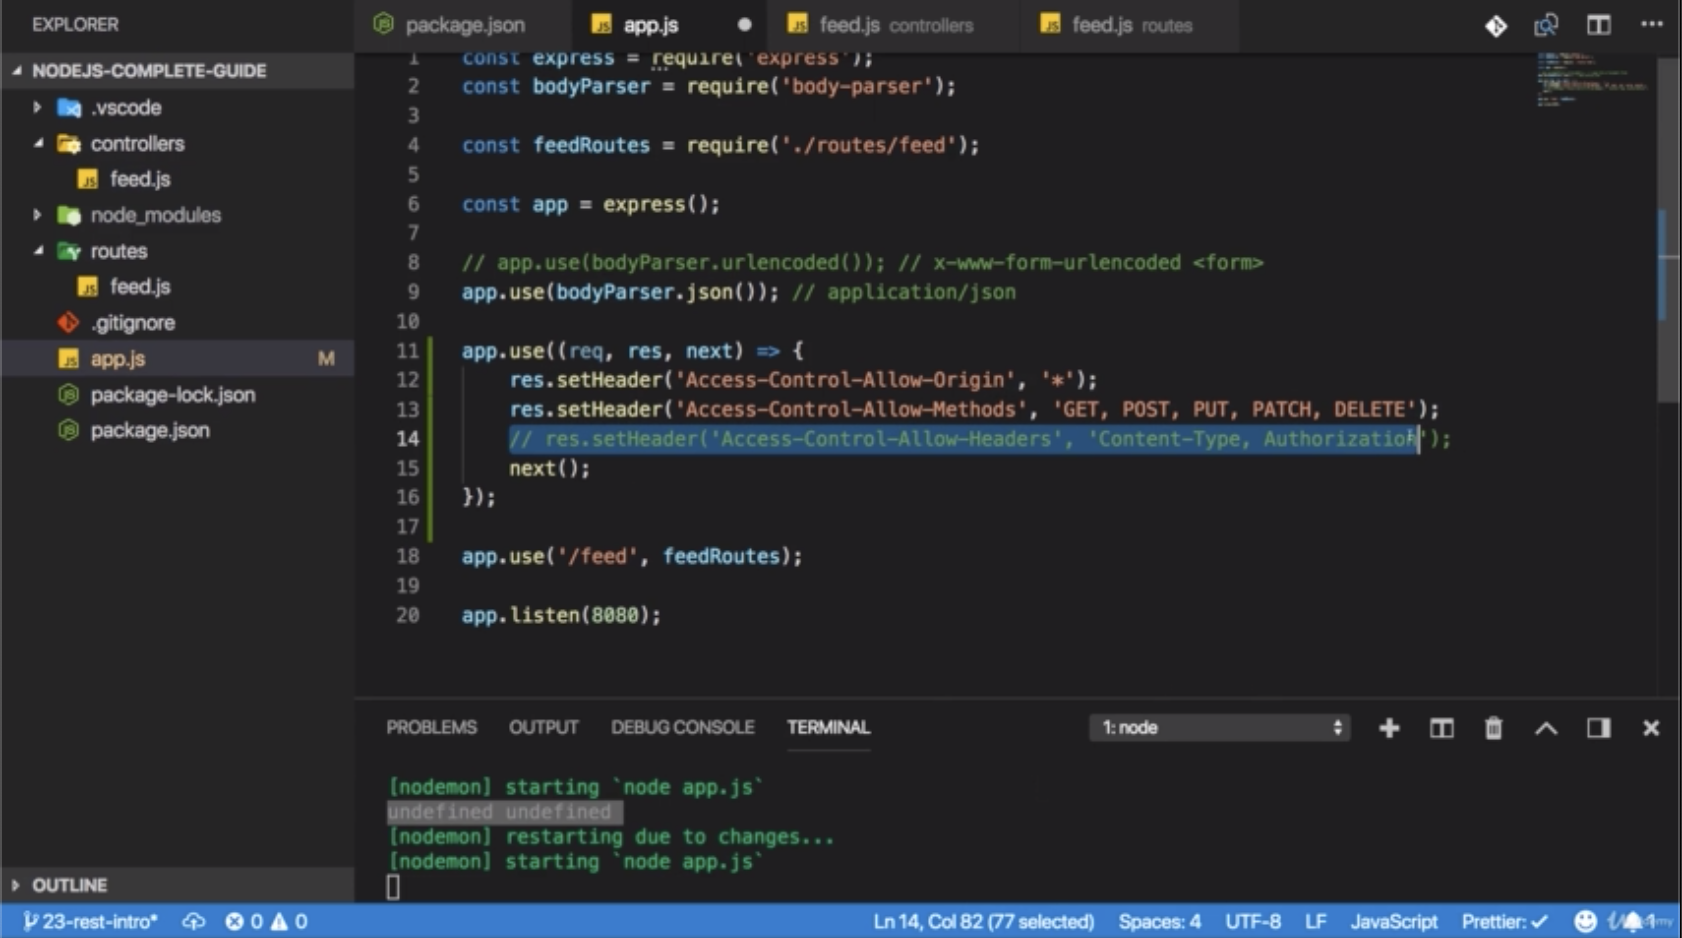 EXPLORER
package.json
app.js
feed.js controllers
feed.js routes
NODEJS-COMPLETE-GUIDE
.vscode
controllers
feed.js
node_modules
routes
feed.js
.gitignore
app.js M
package-lock.json
package.json
OUTLINE
1 const express = require('express');
2 const bodyParser = require('body-parser');
3
4 const feedRoutes = require('./routes/feed');
5
6 const app = express();
7
8 // app.use(bodyParser.urlencoded()); // x-www-form-urlencoded <form>
9 app.use(bodyParser.json()); // application/json
10
11 app.use((req, res, next) => {
12 res.setHeader('Access-Control-Allow-Origin', '*');
13 res.setHeader('Access-Control-Allow-Methods', 'GET, POST, PUT, PATCH, DELETE');
14 // res.setHeader('Access-Control-Allow-Headers', 'Content-Type, Authorization');
15 next();
16 });
17
18 app.use('/feed', feedRoutes);
19
20 app.listen(8080);
PROBLEMS OUTPUT DEBUG CONSOLE TERMINAL 1: node
[nodemon] starting `node app.js`
undefined undefined
[nodemon] restarting due to changes...
[nodemon] starting `node app.js`
23-rest-intro* 0 0 Ln 14, Col 82 (77 selected) Spaces: 4 UTF-8 LF JavaScript Prettier: ✓ 1